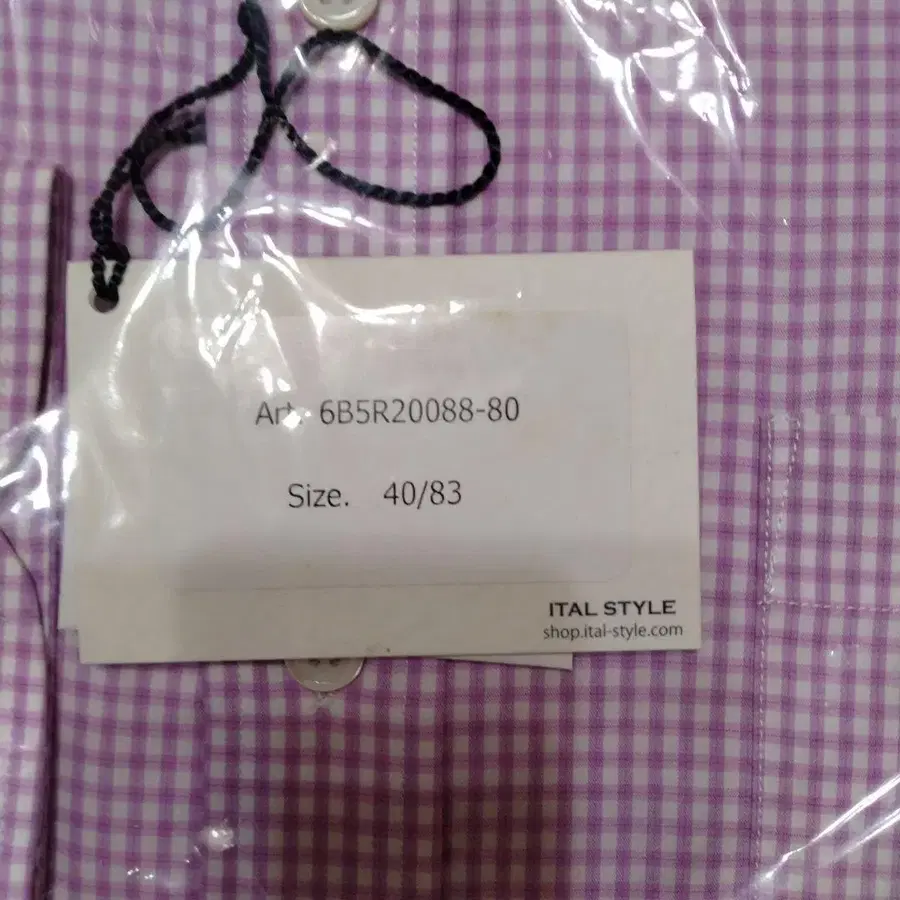 Art. 6B5R20088-80
Size. 40/83
ITAL STYLE
shop.ital-style.com